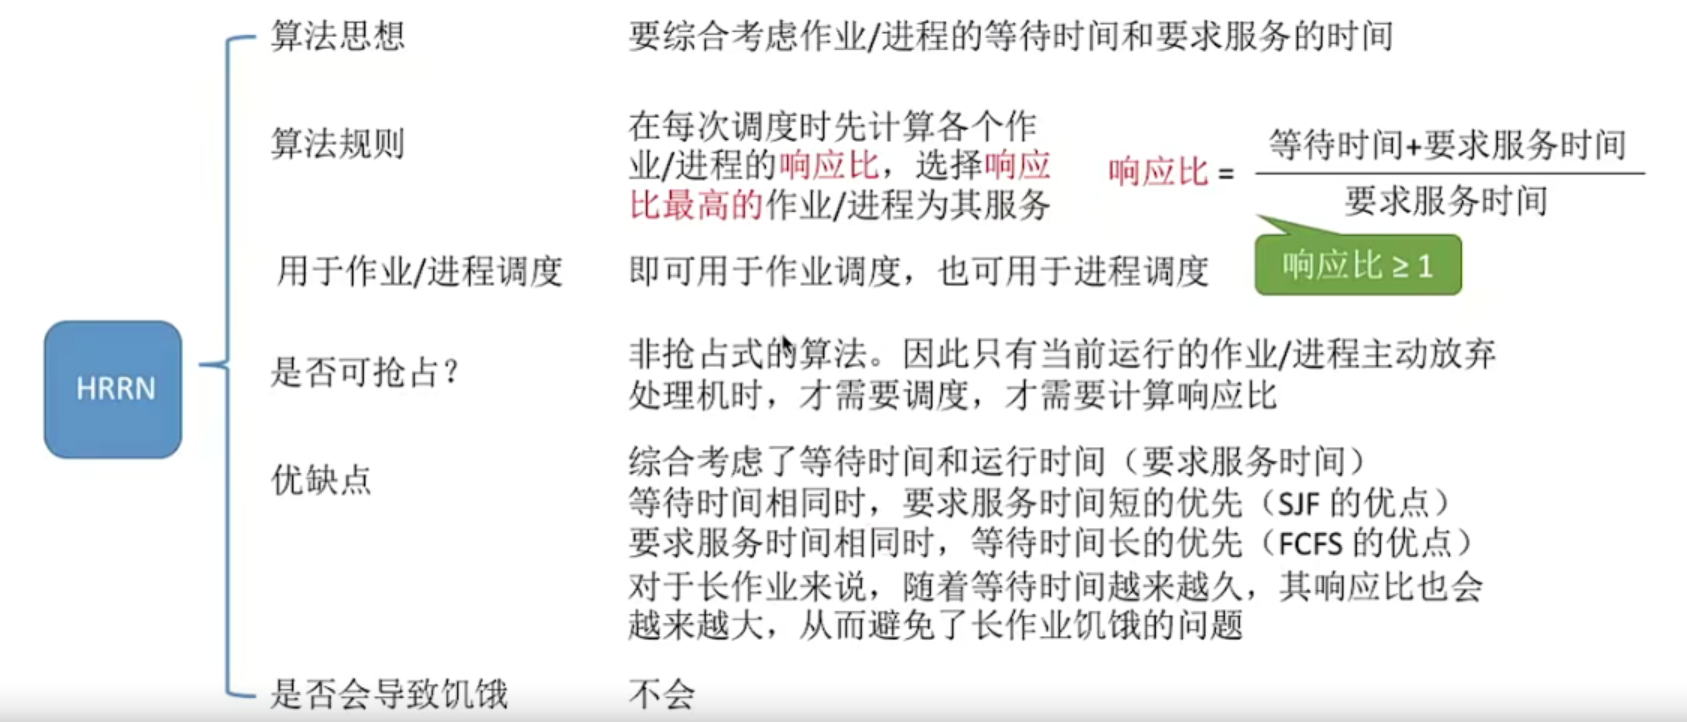 算法思想
要综合考虑作业/进程的等待时间和要求服务的时间
算法规则
在每次调度时先计算各个作
业/进程的响应比，选择响应
比最高的作业/进程为其服务
响应比 =
等待时间+要求服务时间
要求服务时间
响应比 ≥ 1
用于作业/进程调度
即可用于作业调度，也可用于进程调度
HRRN
是否可抢占？
非抢占式的算法。因此只有当前运行的作业/进程主动放弃
处理机时，才需要调度，才需要计算响应比
优缺点
综合考虑了等待时间和运行时间（要求服务时间）
等待时间相同时，要求服务时间短的优先（SJF 的优点）
要求服务时间相同时，等待时间长的优先（FCFS 的优点）
对于长作业来说，随着等待时间越来越久，其响应比也会
越来越大，从而避免了长作业饥饿的问题
是否会导致饥饿
不会